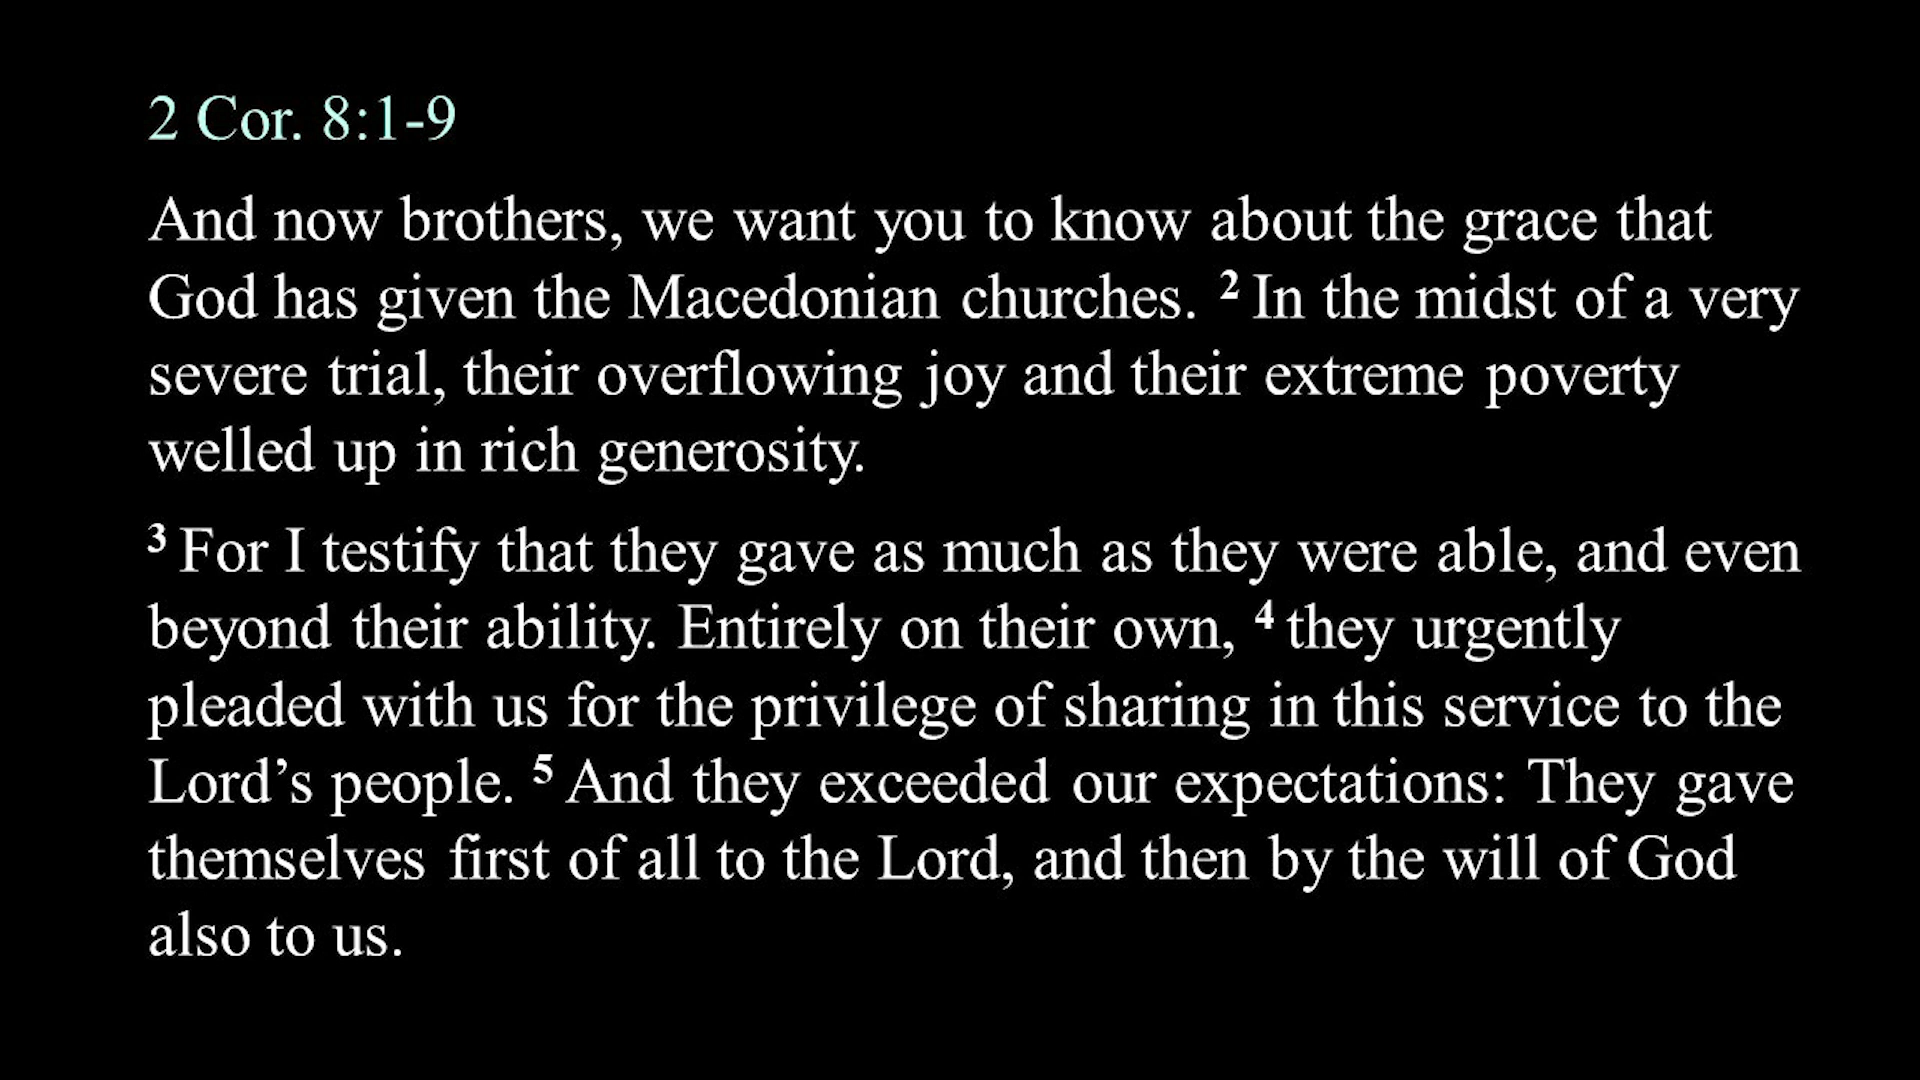 2 Cor. 8:1-9
And now brothers, we want you to know about the grace that
God has given the Macedonian churches. 2 In the midst of a very
severe trial, their overflowing joy and their extreme poverty
welled up in rich generosity.
3 For I testify that they gave as much as they were able, and even
beyond their ability. Entirely on their own, 4 they urgently
pleaded with us for the privilege of sharing in this service to the
Lord’s people. 5 And they exceeded our expectations: They gave
themselves first of all to the Lord, and then by the will of God
also to us.